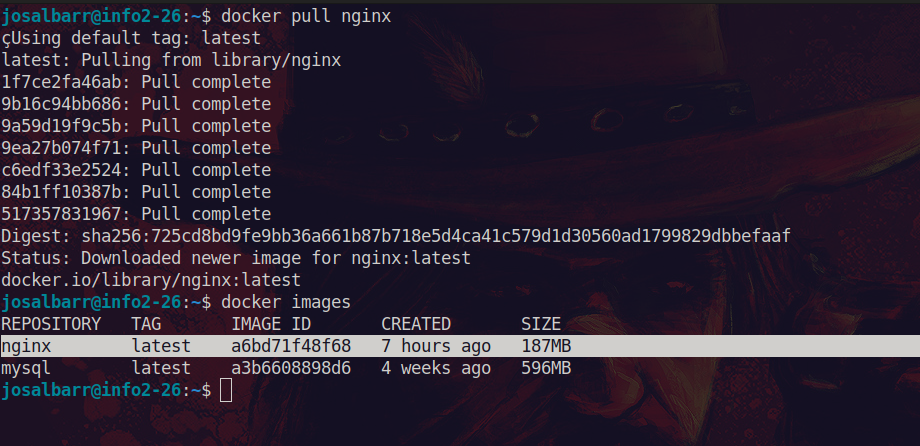 josalbarr@info2-26:~$ docker pull nginx
çUsing default tag: latest
latest: Pulling from library/nginx
1f7ce2fa46ab: Pull complete
9b16c94bb686: Pull complete
9a59d19f9c5b: Pull complete
9ea27b074f71: Pull complete
c6edf33e2524: Pull complete
84b1ff10387b: Pull complete
517357831967: Pull complete
Digest: sha256:725cd8bd9fe9bb36a661b87b718e5d4ca41c579d1d30560ad1799829dbbefaaf
Status: Downloaded newer image for nginx:latest
docker.io/library/nginx:latest
josalbarr@info2-26:~$ docker images
REPOSITORY   TAG       IMAGE ID       CREATED       SIZE
nginx        latest    a6bd71f48f68   7 hours ago   187MB
mysql        latest    a3b6608898d6   4 weeks ago   596MB
josalbarr@info2-26:~$